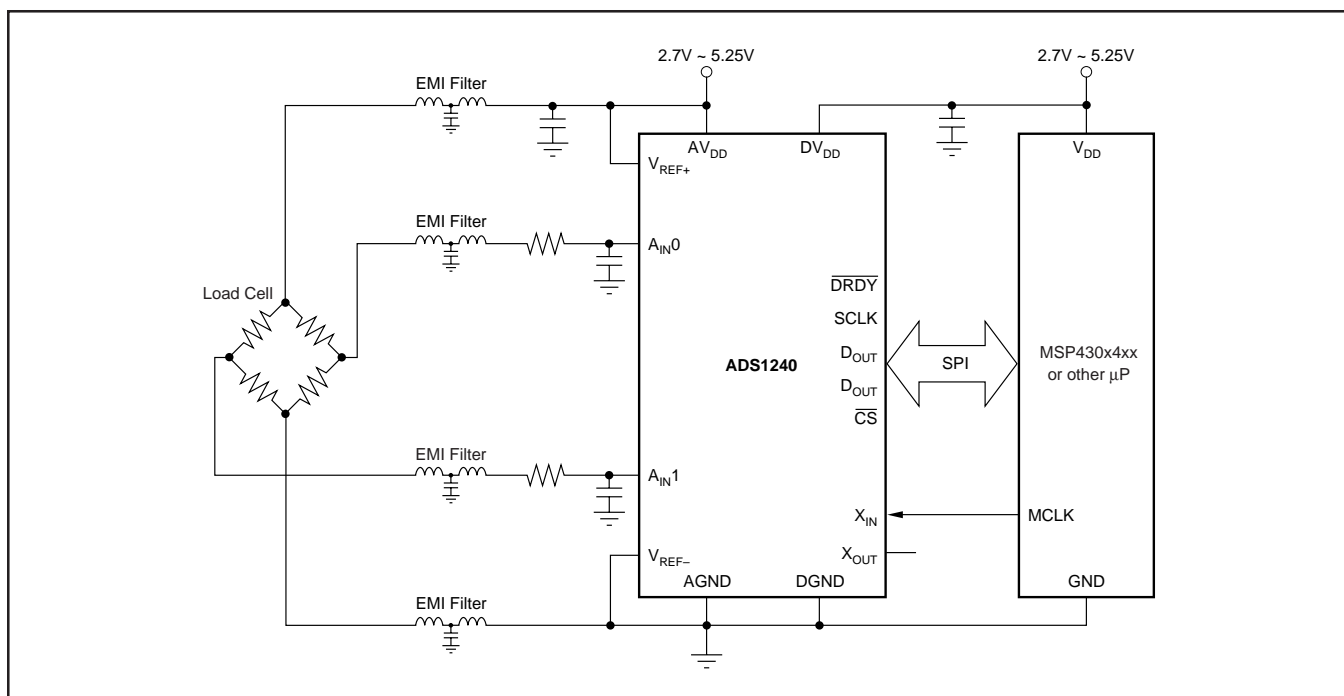 2.7V ~ 5.25V
2.7V ~ 5.25V
EMI Filter
AVDD
DVDD
VDD
VREF+
EMI Filter
AIN0
Load Cell
DRDY
SCLK
DOUT
DOUT
CS
ADS1240
SPI
MSP430x4xx
or other µP
EMI Filter
AIN1
XIN
MCLK
XOUT
VREF–
AGND
DGND
GND
EMI Filter